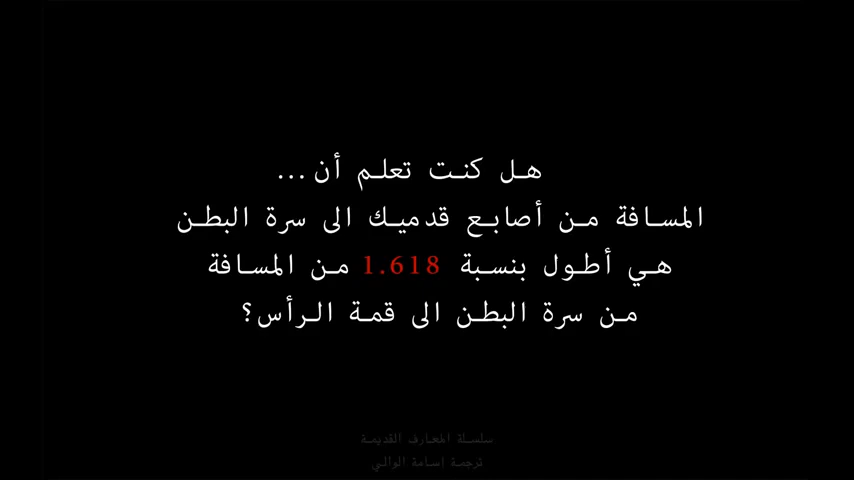 هل كنت تعلم أن...
المسافة من أصابع قدميك الى سرة البطن
هي أطول بنسبة 1.618 من المسافة
من سرة البطن الى قمة الرأس؟
سلسلة المعارف القديمة
ترجمة إسامة الوالي